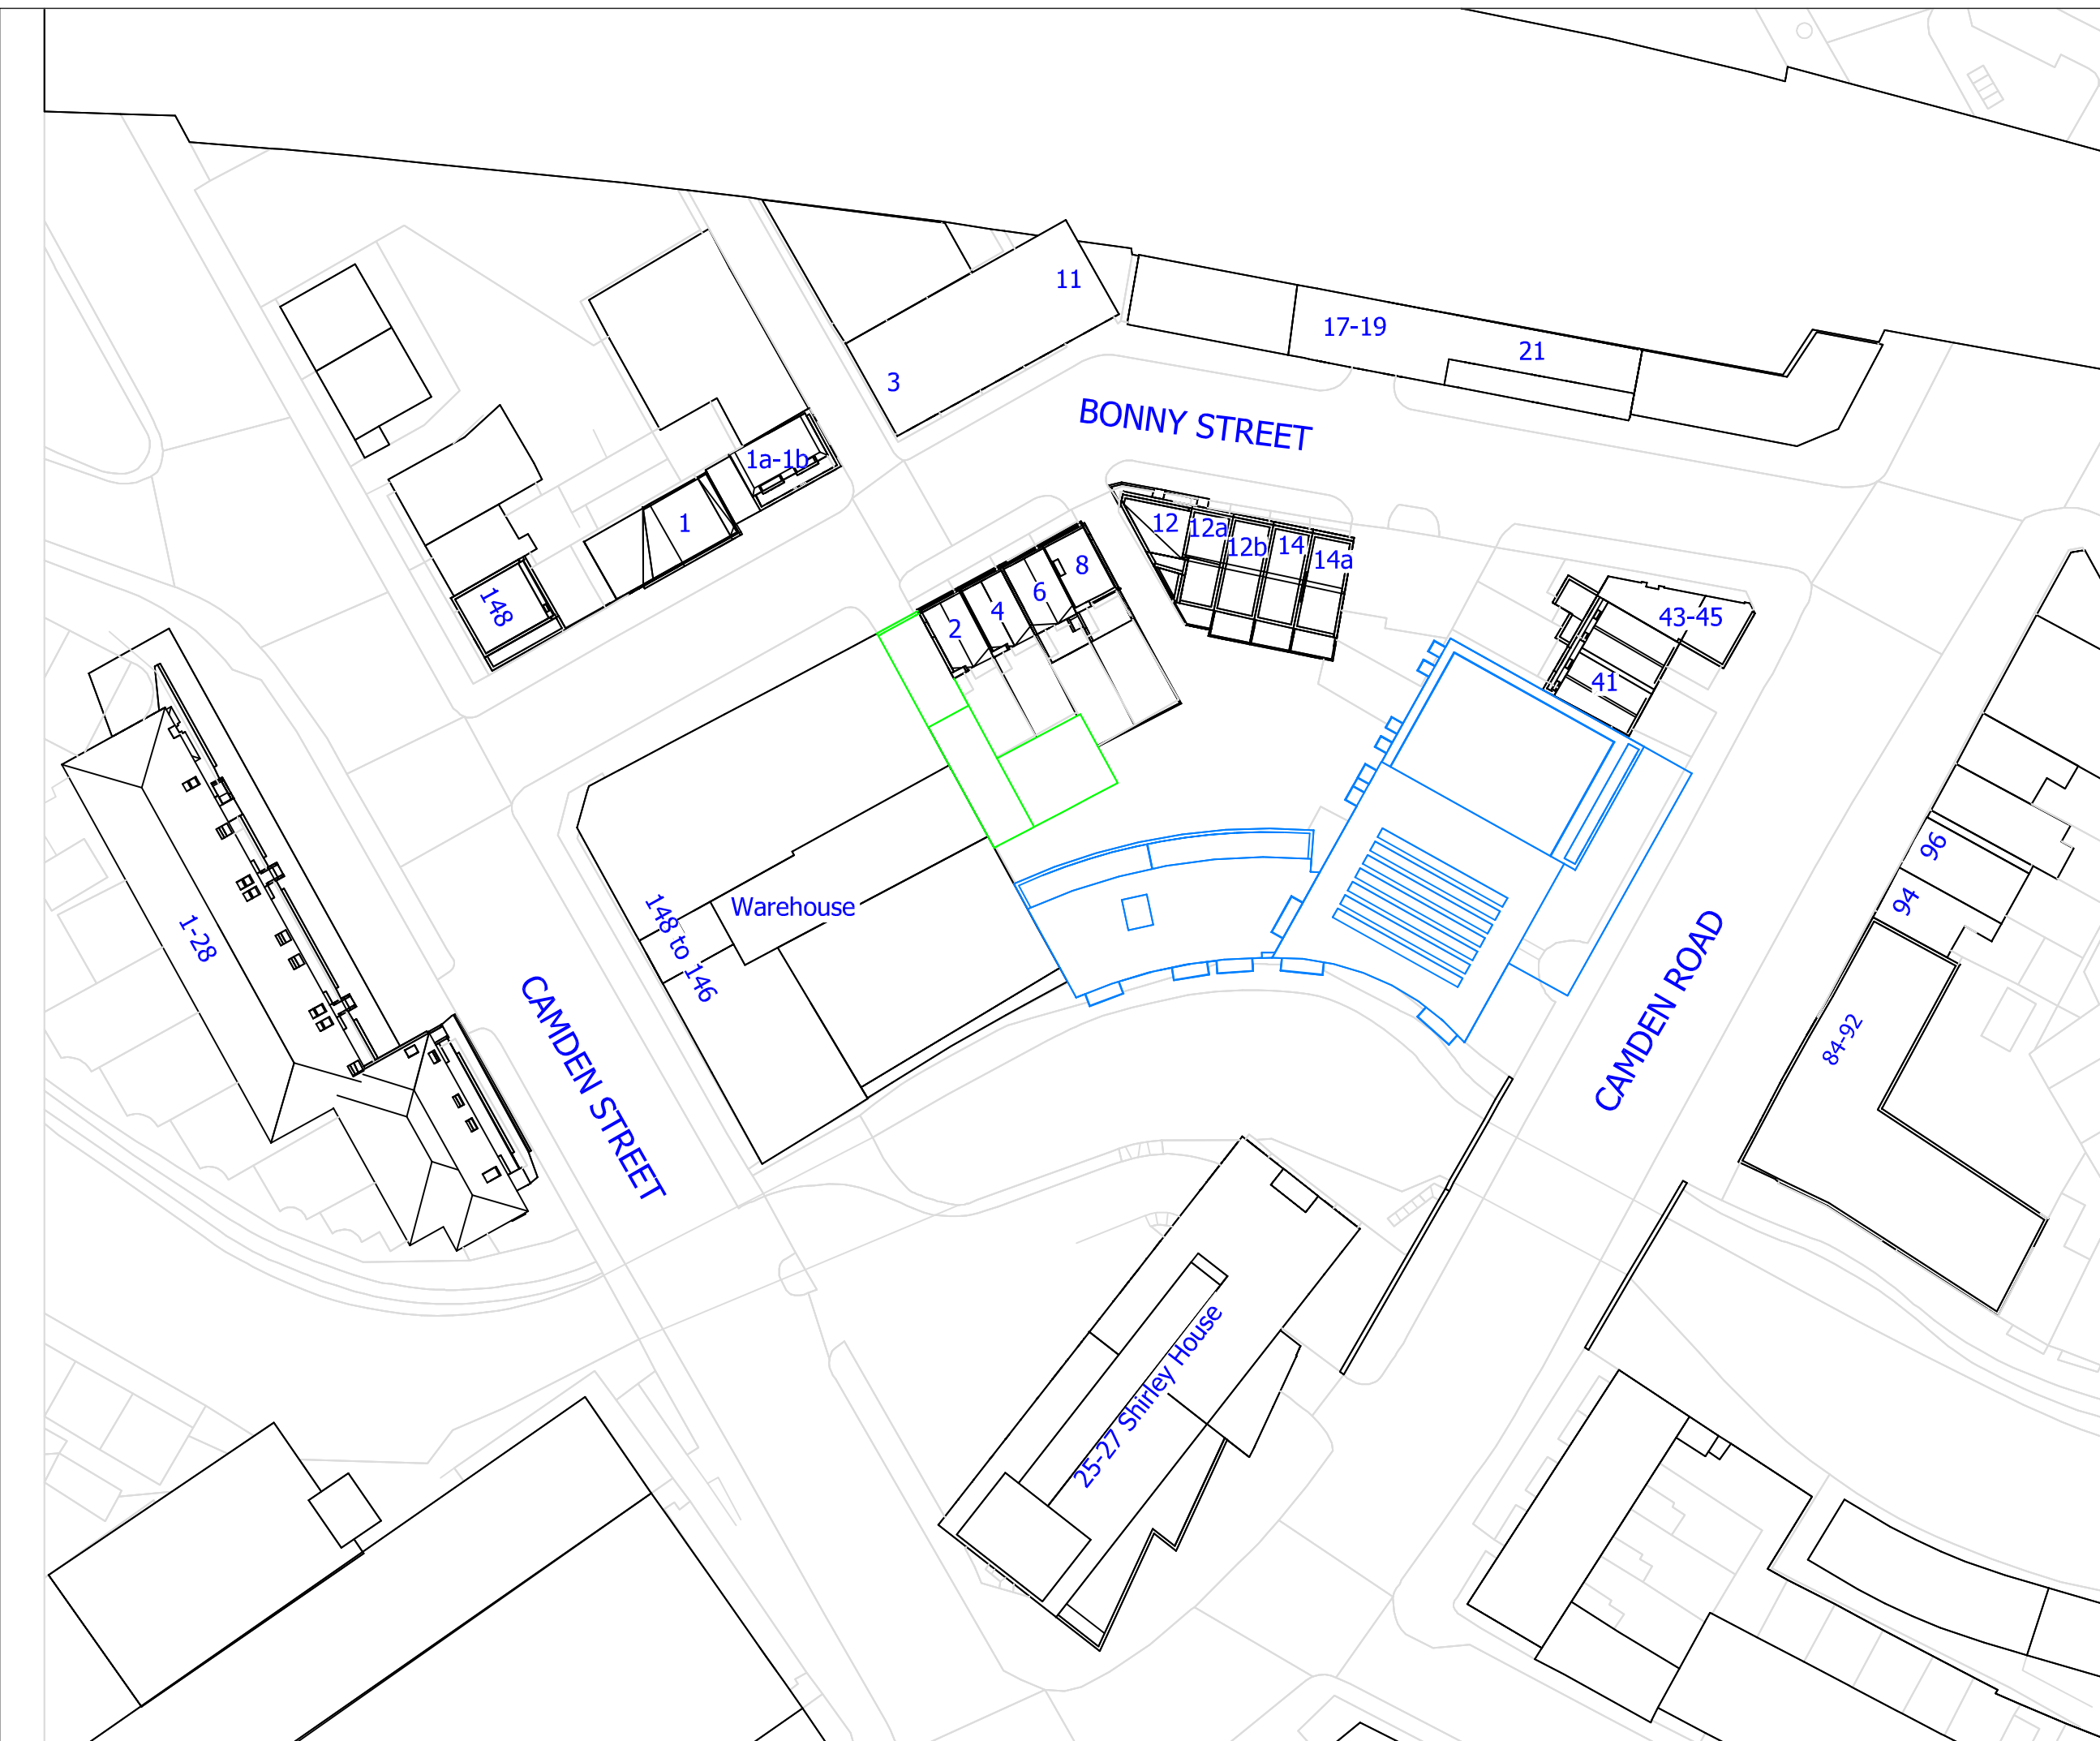 11
17-19
21
3
BONNY STREET
1a-1b
1
12
12a
12b
14
14a
8
6
4
2
148
43-45
41
96
94
Warehouse
148 to 146
1-28
CAMDEN STREET
CAMDEN ROAD
84-92
25-27 Shirley House